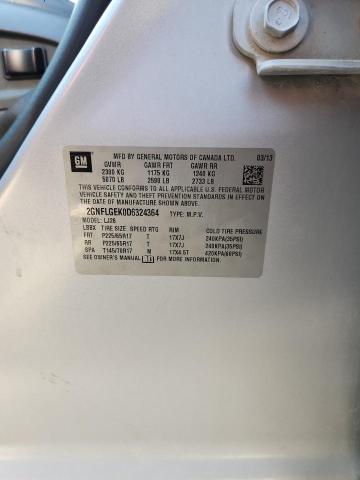 GM
MFD BY GENERAL MOTORS OF CANADA LTD. 03/13
GVWR GAWR FRT GAWR RR
2300 KG 1175 KG 1240 KG
5070 LB 2590 LB 2733 LB
THIS VEHICLE CONFORMS TO ALL APPLICABLE U.S. FEDERAL MOTOR
VEHICLE SAFETY, BUMPER, AND THEFT PREVENTION STANDARDS
IN EFFECT ON THE DATE OF MANUFACTURE SHOWN ABOVE.
2GNFLGEK0D6324364 TYPE: M.P.V.
MODEL: LJ26
LBBX TIRE SIZE SPEED RTG RIM COLD TIRE PRESSURE
FRT P225/65R17 T 17X7J 240KPA(35PSI)
RR P225/65R17 T 17X7J 240KPA(35PSI)
SPA T145/70R17 M 17X4.5T 420KPA(60PSI)
SEE OWNER'S MANUAL